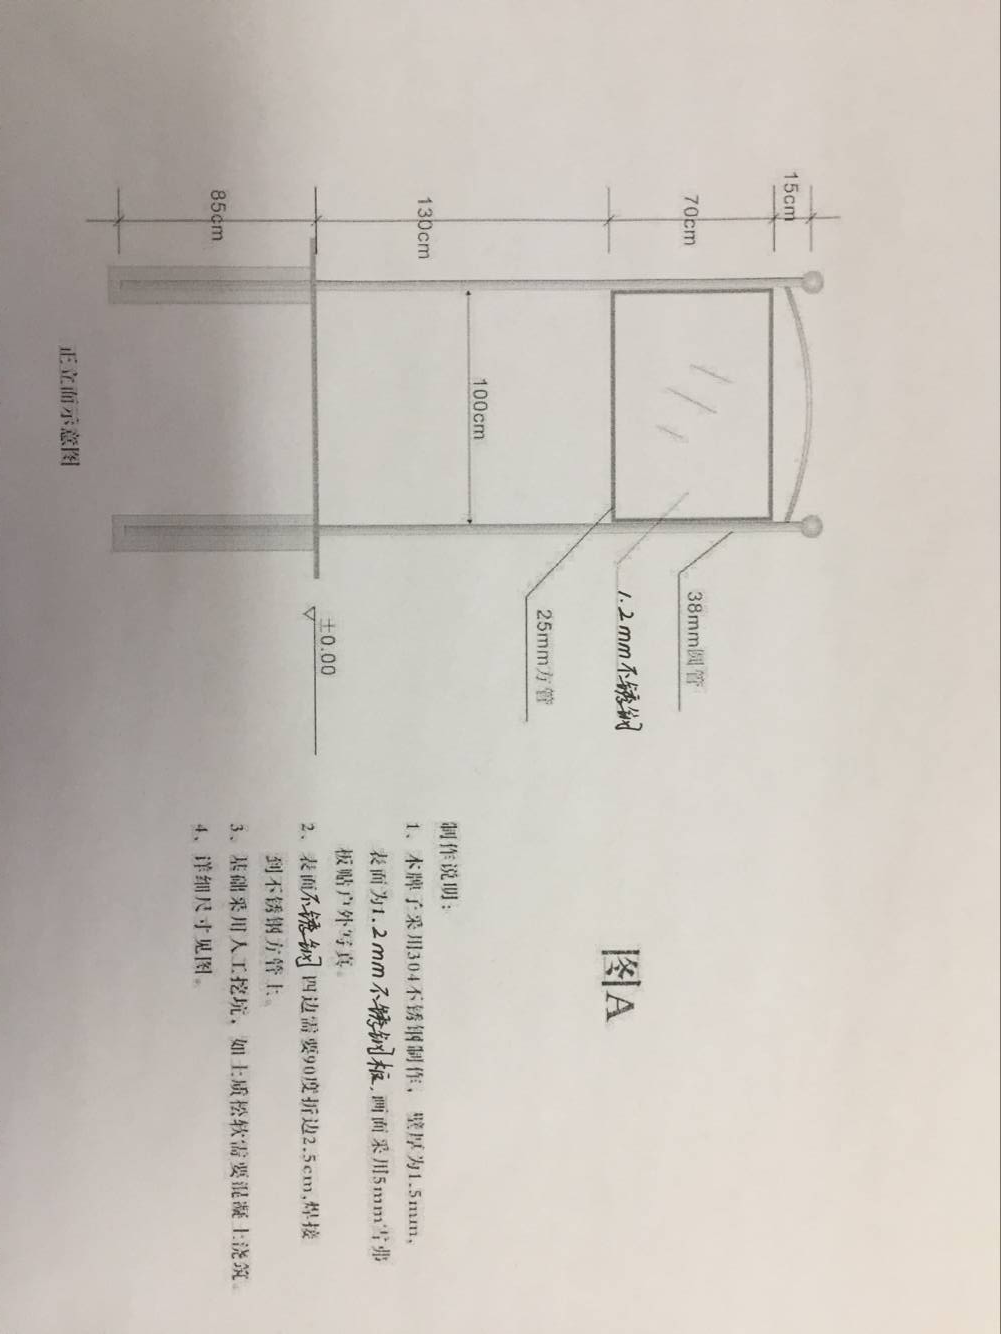 图A
15cm
70cm
130cm
85cm
100cm
38mm圆管
1.2mm不锈钢
25mm方管
±0.00
正立面示意图
制作说明：
1、本牌子采用304不锈钢制作，壁厚为1.5mm，
表面为1.2mm不锈钢板，画面采用5mm雪弗
板贴户外写真。
2、表面不锈钢四边需要90度折边2.5cm,焊接
到不锈钢方管上。
3、基础采用人工挖坑，如土质松软需要混凝土浇筑。
4、详细尺寸见图。